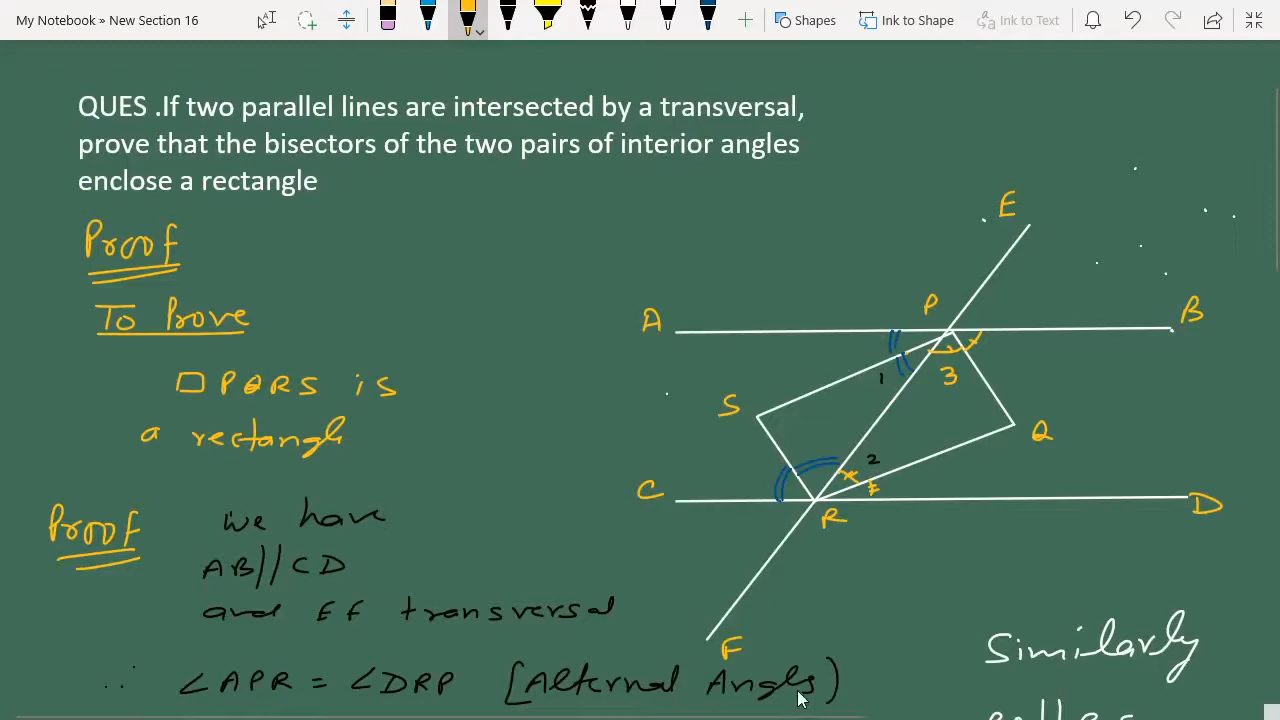 My Notebook » New Section 16
Shapes
Ink to Shape
Ink to Text
QUES .If two parallel lines are intersected by a transversal,
prove that the bisectors of the two pairs of interior angles
enclose a rectangle
Proof
To Prove
□ PQRS is
a rectangle
Proof
We have
AB//CD
and EF transversal
∴ ∠APR = ∠DRP [Alternal Angls)
E
P
A
B
1
3
S
Q
2
C
R
D
F
Similarly